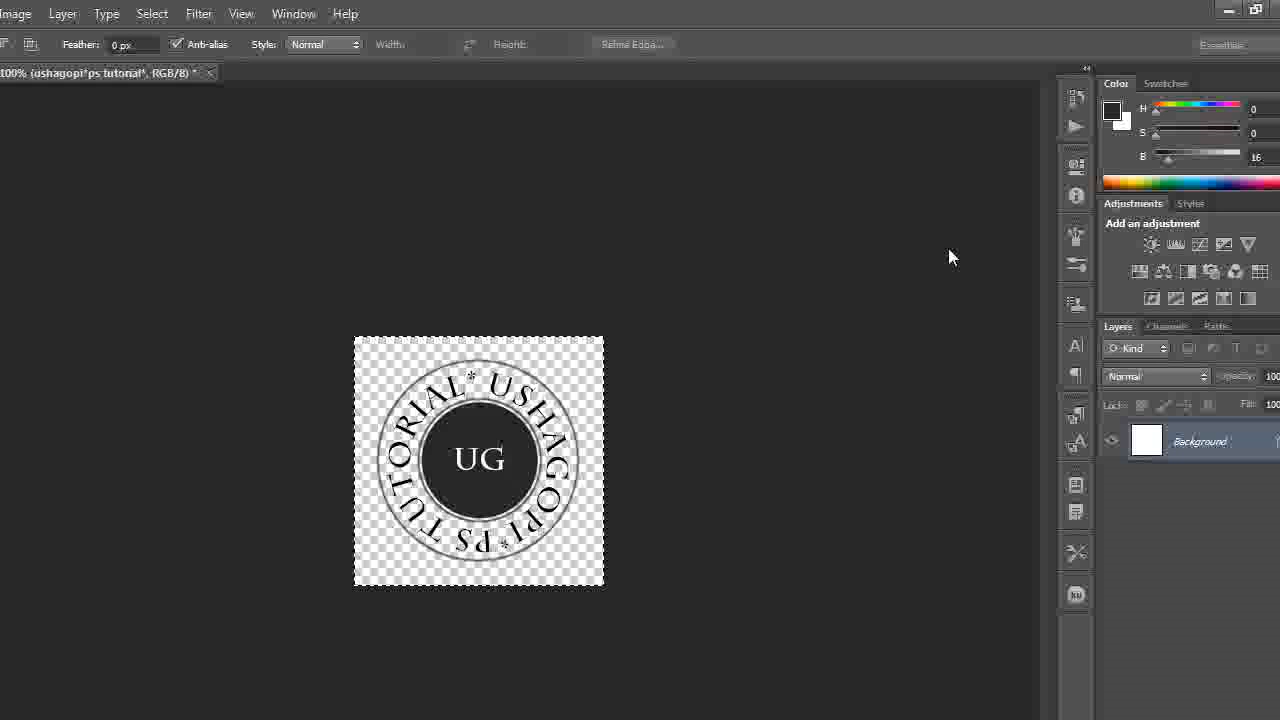 Image Layer Type Select Filter View Window Help
Feather: 0 px Anti-alias Style: Normal Width: Height: Refine Edge... Essentials
100% (ushagopi*ps tutorial*, RGB/8) *
Color Swatches
H 0
S 0
B 16
Adjustments Styles
Add an adjustment
Layers Channels Paths
Kind
Normal Opacity: 100
Lock: Fill: 100
Background
USHAGOPI*PS TUTORIAL*
UG